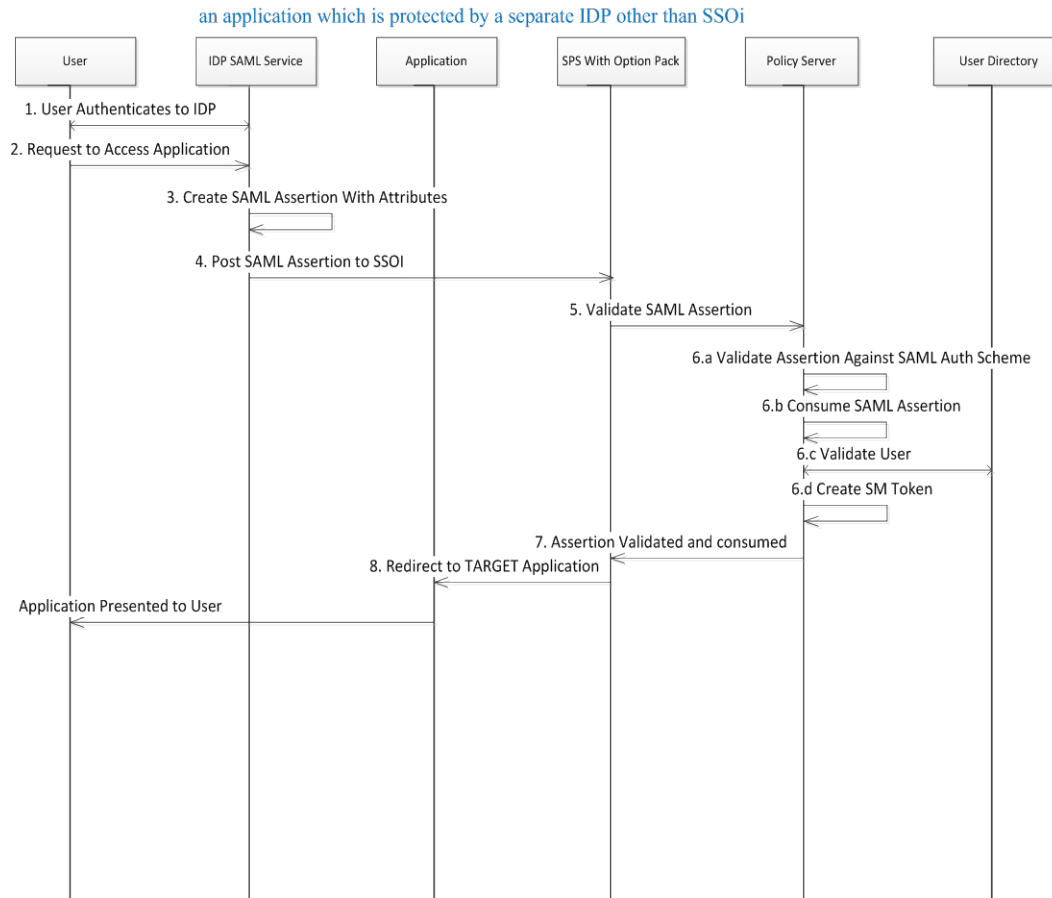 an application which is protected by a separate IDP other than SSOi
User
IDP SAML Service
Application
SPS With Option Pack
Policy Server
User Directory
1. User Authenticates to IDP
2. Request to Access Application
3. Create SAML Assertion With Attributes
4. Post SAML Assertion to SSOI
5. Validate SAML Assertion
6.a Validate Assertion Against SAML Auth Scheme
6.b Consume SAML Assertion
6.c Validate User
6.d Create SM Token
7. Assertion Validated and consumed
8. Redirect to TARGET Application
Application Presented to User